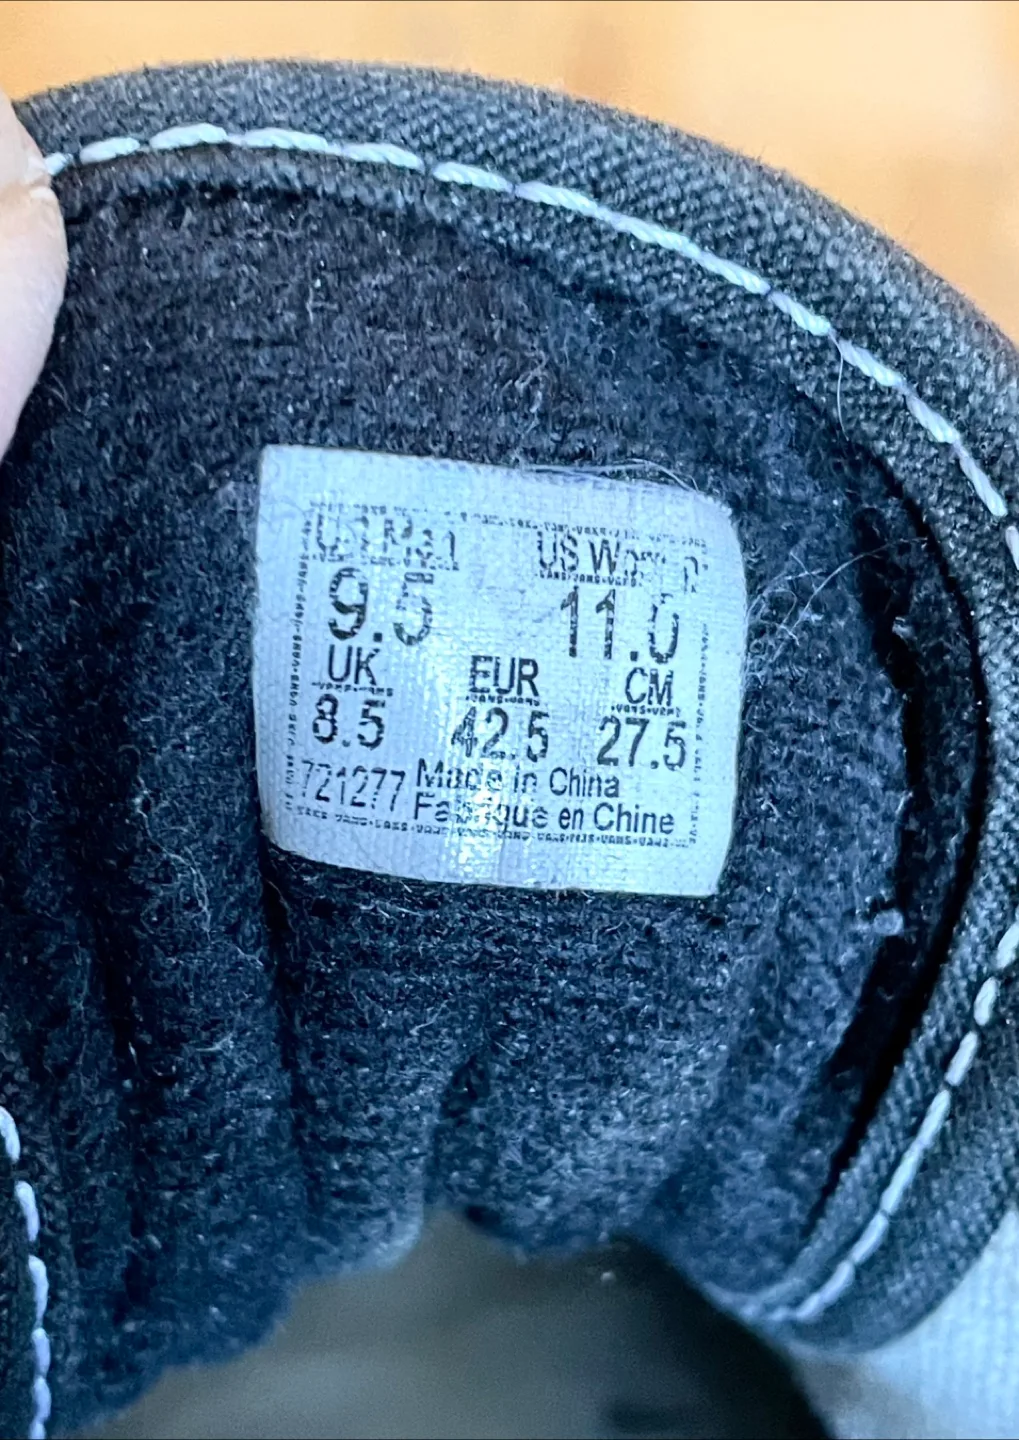 US Men US Women
9.5 11.0
UK EUR CM
8.5 42.5 27.5
721277 Made in China
Fabrique en Chine